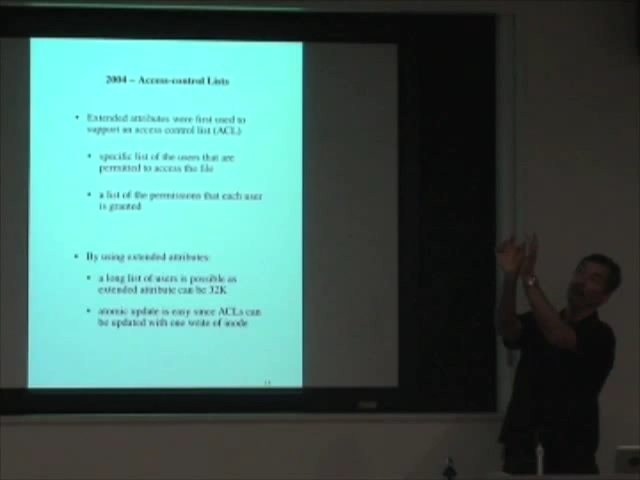 2004 – Access-control Lists
• Extended attributes were first used to
support an access control list (ACL)
• specific list of the users that are
permitted to access the file
• a list of the permissions that each user
is granted
• By using extended attributes:
• a long list of users is possible as
extended attribute can be 32K
• atomic update is easy since ACLs can
be updated with one write of inode